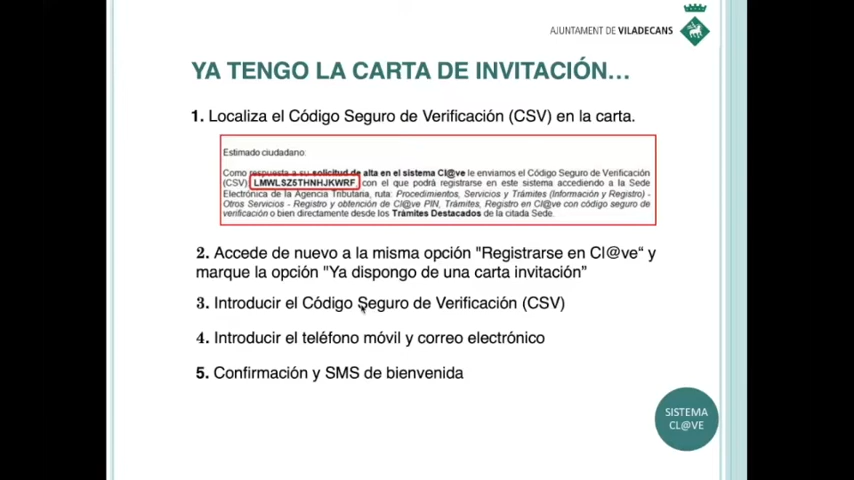 AJUNTAMENT DE VILADECANS
YA TENGO LA CARTA DE INVITACIÓN...
1. Localiza el Código Seguro de Verificación (CSV) en la carta.
Estimado ciudadano:
Como respuesta a su solicitud de alta en el sistema Cl@ve le enviamos el Código Seguro de Verificación
(CSV) LMWLSZ5THNHJKWRF con el que podrá registrarse en este sistema accediendo a la Sede
Electrónica de la Agencia Tributaria, ruta: Procedimientos, Servicios y Trámites (Información y Registro) -
Otros Servicios - Registro y obtención de Cl@ve PIN, Trámites, Registro en Cl@ve con código seguro de
verificación o bien directamente desde los Trámites Destacados de la citada Sede.
2. Accede de nuevo a la misma opción "Registrarse en Cl@ve“ y
marque la opción "Ya dispongo de una carta invitación”
3. Introducir el Código Seguro de Verificación (CSV)
4. Introducir el teléfono móvil y correo electrónico
5. Confirmación y SMS de bienvenida
SISTEMA
CL@VE